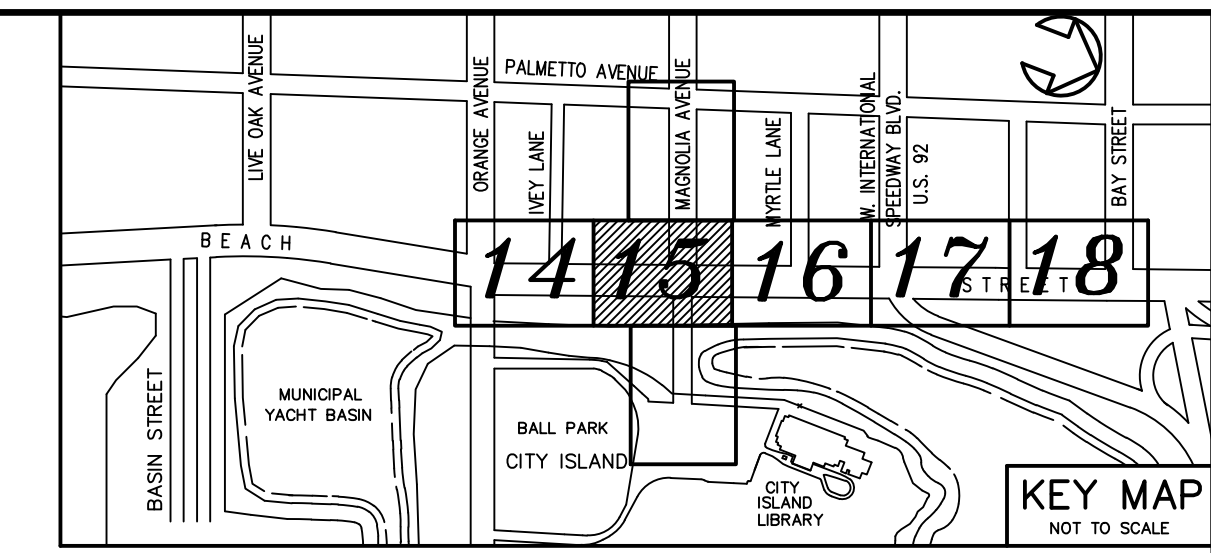 LIVE OAK AVENUE
ORANGE AVENUE
PALMETTO AVENUE
IVEY LANE
MAGNOLIA AVENUE
MYRTLE LANE
W. INTERNATIONAL
SPEEDWAY BLVD.
U.S. 92
BAY STREET
BEACH
STREET
14
15
16
17
18
BASIN STREET
MUNICIPAL
YACHT BASIN
BALL PARK
CITY ISLAND
CITY
ISLAND
LIBRARY
KEY MAP
NOT TO SCALE